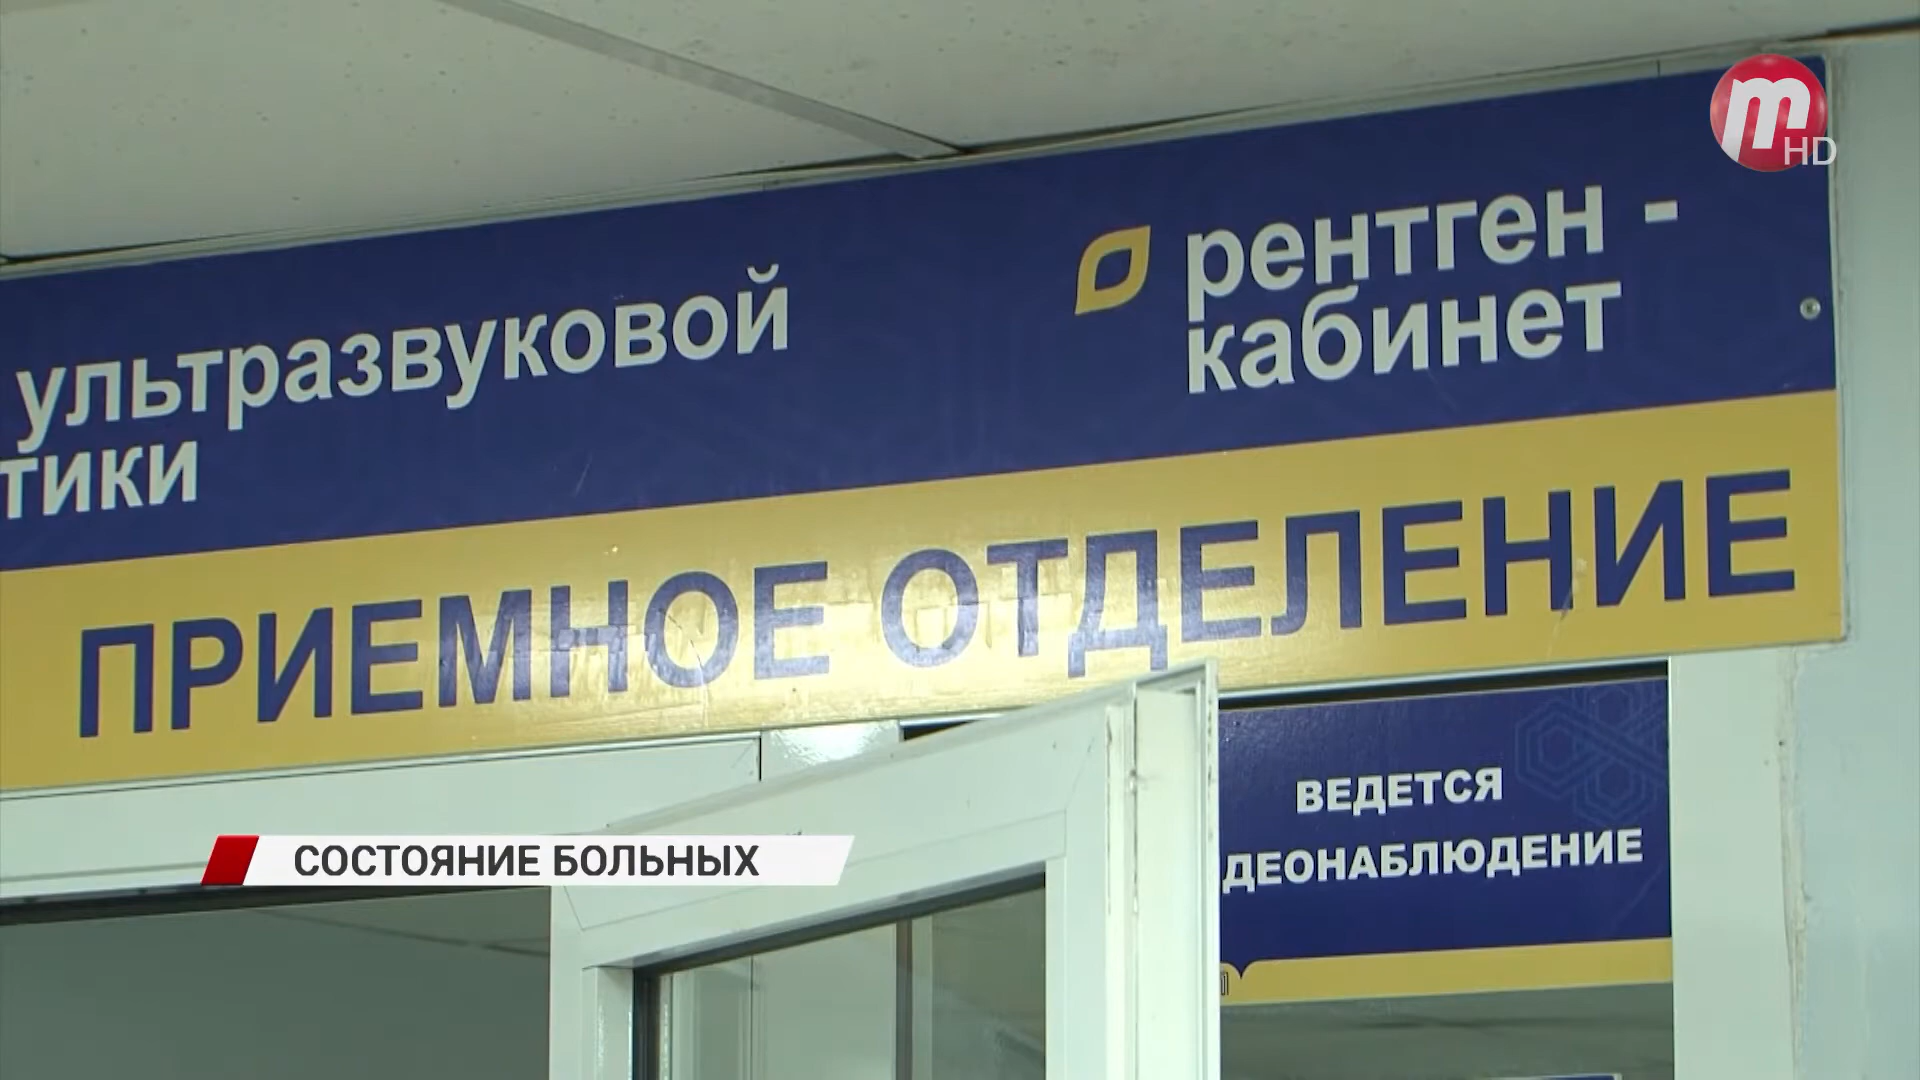 ультразвуковой
тики
рентген -
кабинет
ПРИЕМНОЕ ОТДЕЛЕНИЕ
ВЕДЕТСЯ
ДЕОНАБЛЮДЕНИЕ
СОСТОЯНИЕ БОЛЬНЫХ
m HD